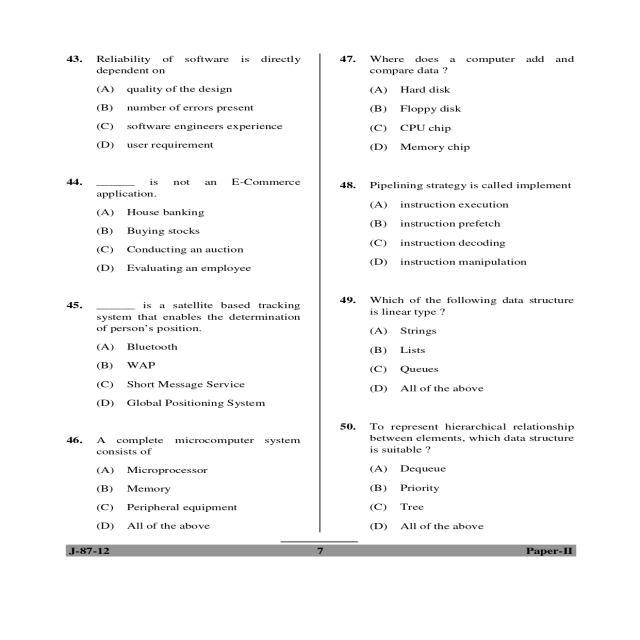 43. Reliability of software is directly
dependent on
(A) quality of the design
(B) number of errors present
(C) software engineers experience
(D) user requirement
44. ______ is not an E-Commerce
application.
(A) House banking
(B) Buying stocks
(C) Conducting an auction
(D) Evaluating an employee
45. ______ is a satellite based tracking
system that enables the determination
of person's position.
(A) Bluetooth
(B) WAP
(C) Short Message Service
(D) Global Positioning System
46. A complete microcomputer system
consists of
(A) Microprocessor
(B) Memory
(C) Peripheral equipment
(D) All of the above
47. Where does a computer add and
compare data ?
(A) Hard disk
(B) Floppy disk
(C) CPU chip
(D) Memory chip
48. Pipelining strategy is called implement
(A) instruction execution
(B) instruction prefetch
(C) instruction decoding
(D) instruction manipulation
49. Which of the following data structure
is linear type ?
(A) Strings
(B) Lists
(C) Queues
(D) All of the above
50. To represent hierarchical relationship
between elements, which data structure
is suitable ?
(A) Dequeue
(B) Priority
(C) Tree
(D) All of the above
J-87-12 7 Paper-II